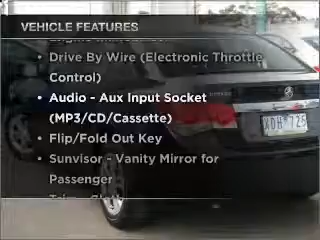 VEHICLE FEATURES
• Drive By Wire (Electronic Throttle
Control)
• Audio - Aux Input Socket
(MP3/CD/Cassette)
• Flip/Fold Out Key
• Sunvisor - Vanity Mirror for
Passenger